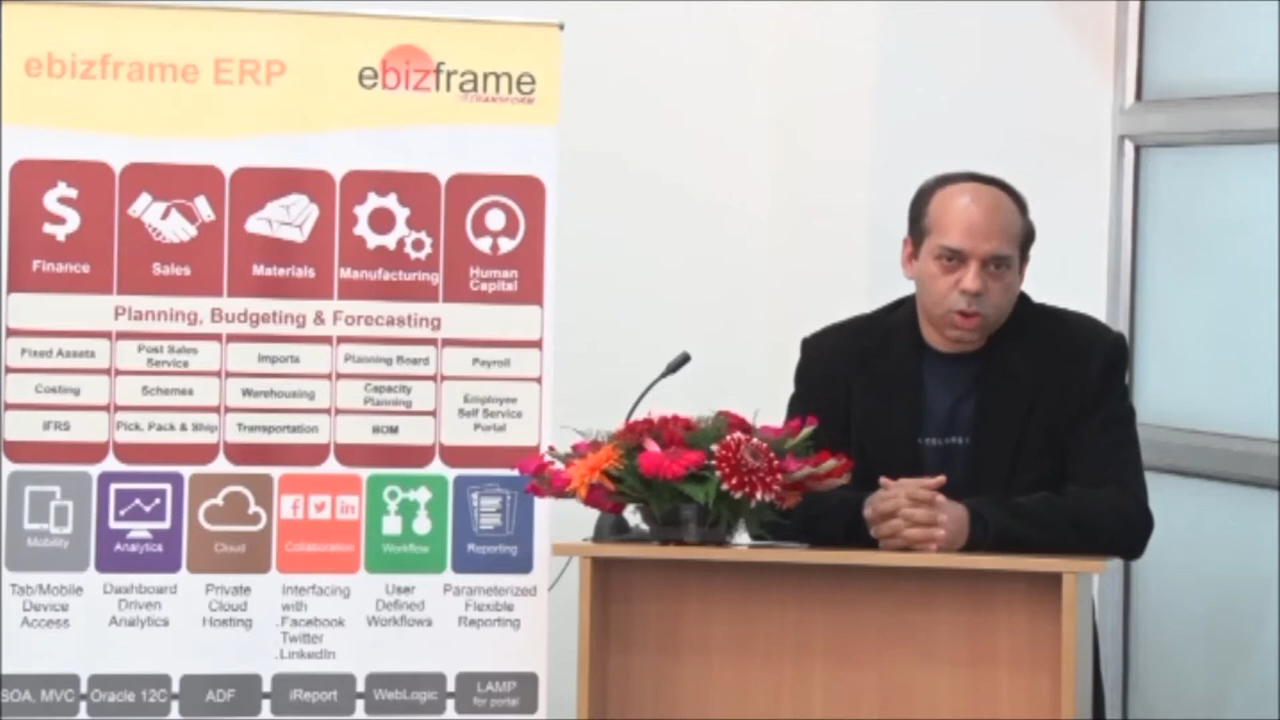 ebizframe ERP
ebizframe
TRANSFORM
Finance
Sales
Materials
Manufacturing
Human
Capital
Planning, Budgeting & Forecasting
Fixed Assets
Post Sales
Service
Imports
Planning Board
Payroll
Costing
Schemes
Warehousing
Capacity
Planning
Employee
Self Service
Portal
IFRS
Pick, Pack & Ship
Transportation
BOM
Mobility
Analytics
Cloud
Collaboration
Workflow
Reporting
Tab/Mobile
Device
Access
Dashboard
Driven
Analytics
Private
Cloud
Hosting
Interfacing
with
.Facebook
Twitter
.LinkedIn
User
Defined
Workflows
Parameterized
Flexible
Reporting
SOA, MVC
Oracle 12C
ADF
iReport
WebLogic
LAMP
for portal